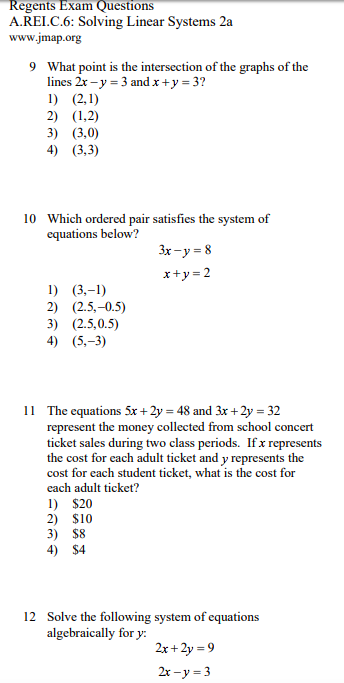 Regents Exam Questions
A.REI.C.6: Solving Linear Systems 2a
www.jmap.org
9 What point is the intersection of the graphs of the
lines 2x − y = 3 and x + y = 3?
1) (2,1)
2) (1,2)
3) (3,0)
4) (3,3)
10 Which ordered pair satisfies the system of
equations below?
3x − y = 8
x + y = 2
1) (3,−1)
2) (2.5,−0.5)
3) (2.5,0.5)
4) (5,−3)
11 The equations 5x + 2y = 48 and 3x + 2y = 32
represent the money collected from school concert
ticket sales during two class periods. If x represents
the cost for each adult ticket and y represents the
cost for each student ticket, what is the cost for
each adult ticket?
1) $20
2) $10
3) $8
4) $4
12 Solve the following system of equations
algebraically for y:
2x + 2y = 9
2x − y = 3